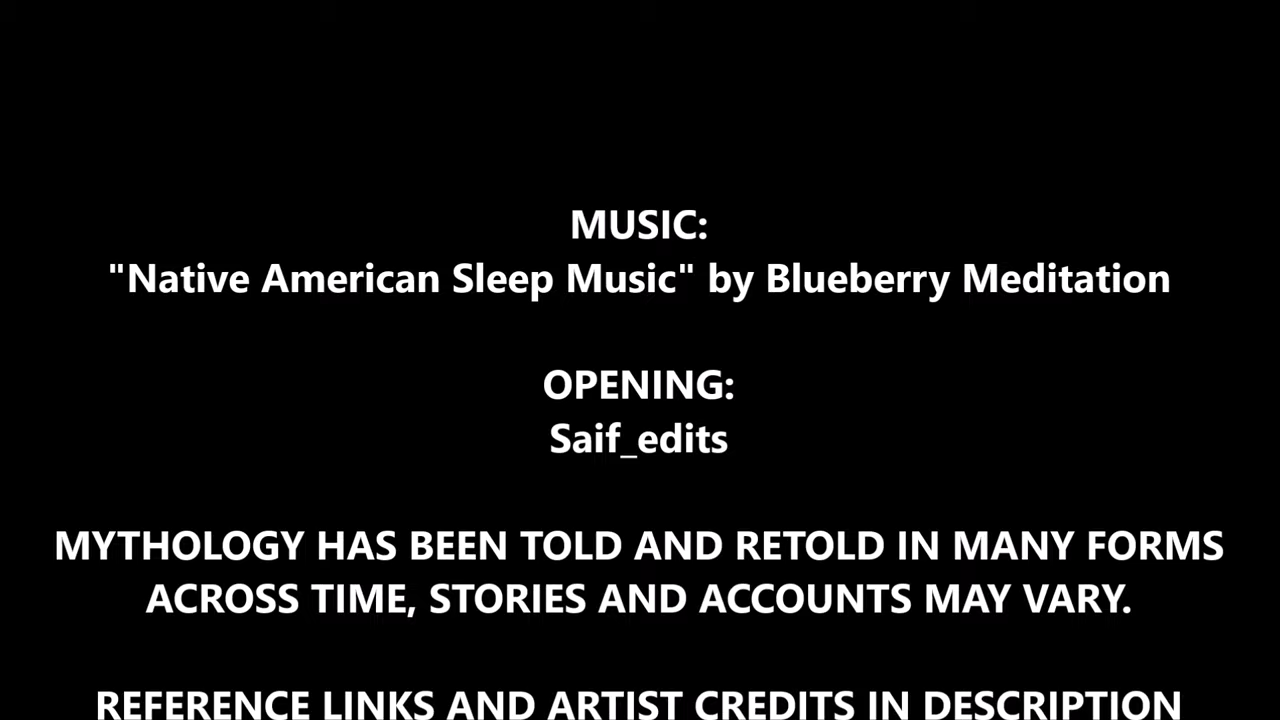 MUSIC:
"Native American Sleep Music" by Blueberry Meditation
OPENING:
Saif_edits
MYTHOLOGY HAS BEEN TOLD AND RETOLD IN MANY FORMS
ACROSS TIME, STORIES AND ACCOUNTS MAY VARY.
REFERENCE LINKS AND ARTIST CREDITS IN DESCRIPTION